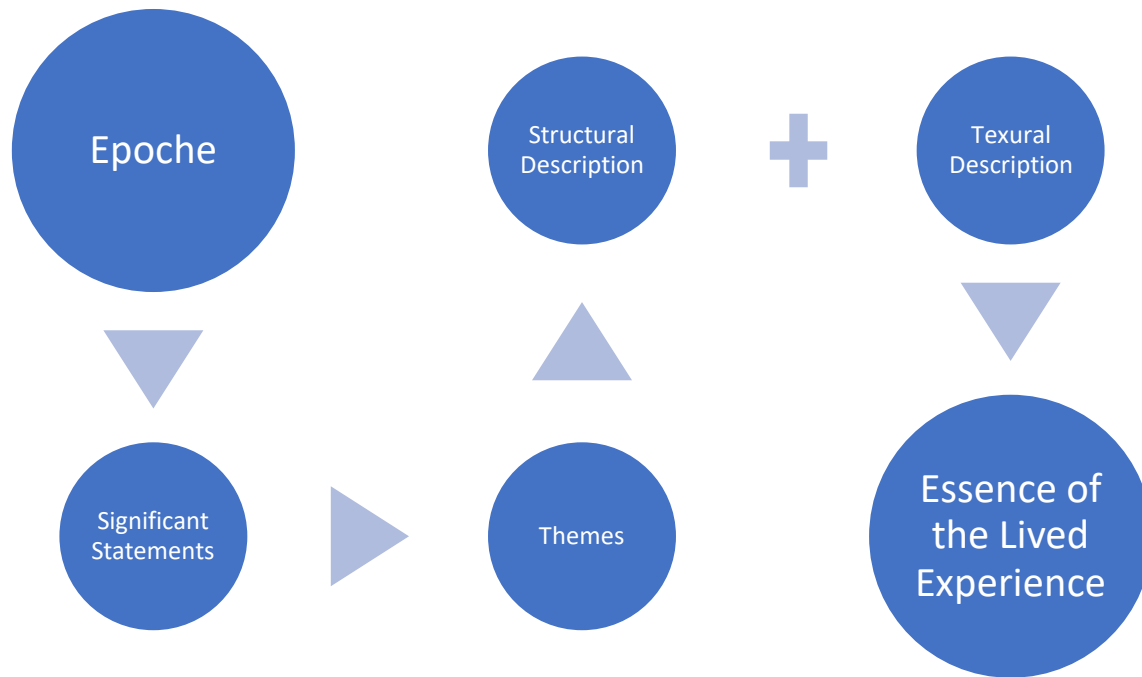 Epoche
Significant
Statements
Themes
Structural
Description
Texural
Description
Essence of
the Lived
Experience